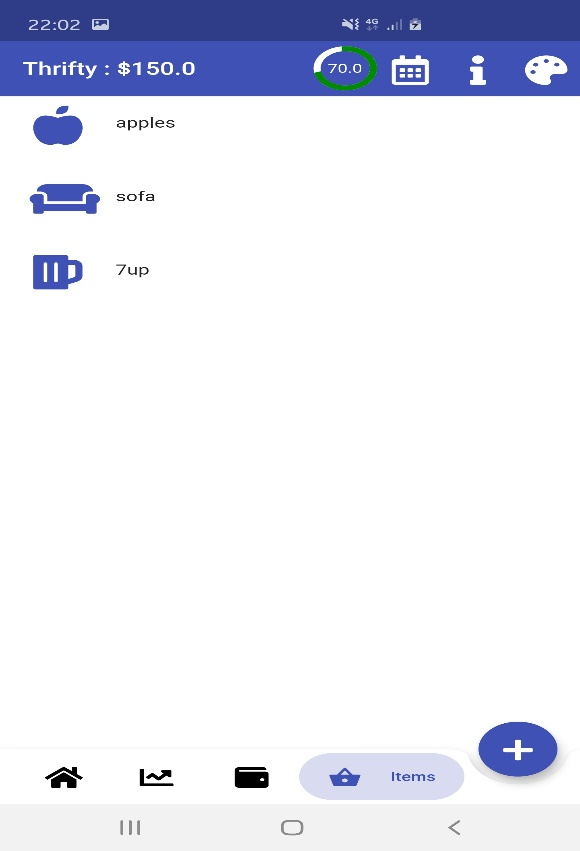 22:02 4G
Thrifty : $150.0 70.0
apples
sofa
7up
Items